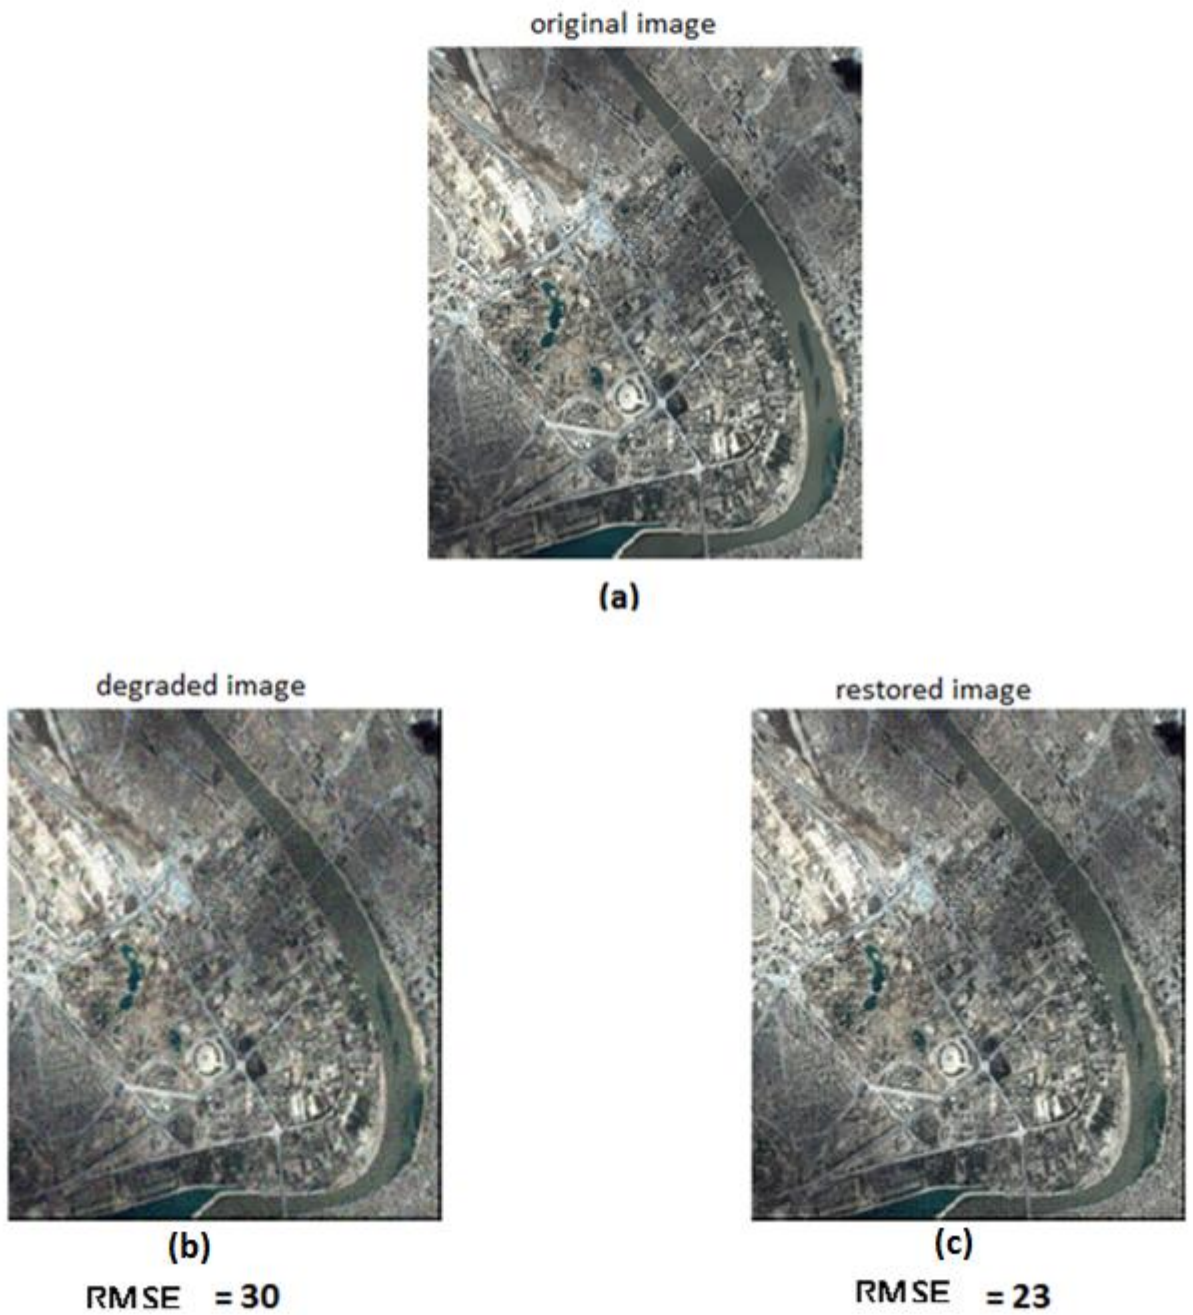 original image
(a)
degraded image
restored image
(b)
(c)
RMSE = 30
RMSE = 23